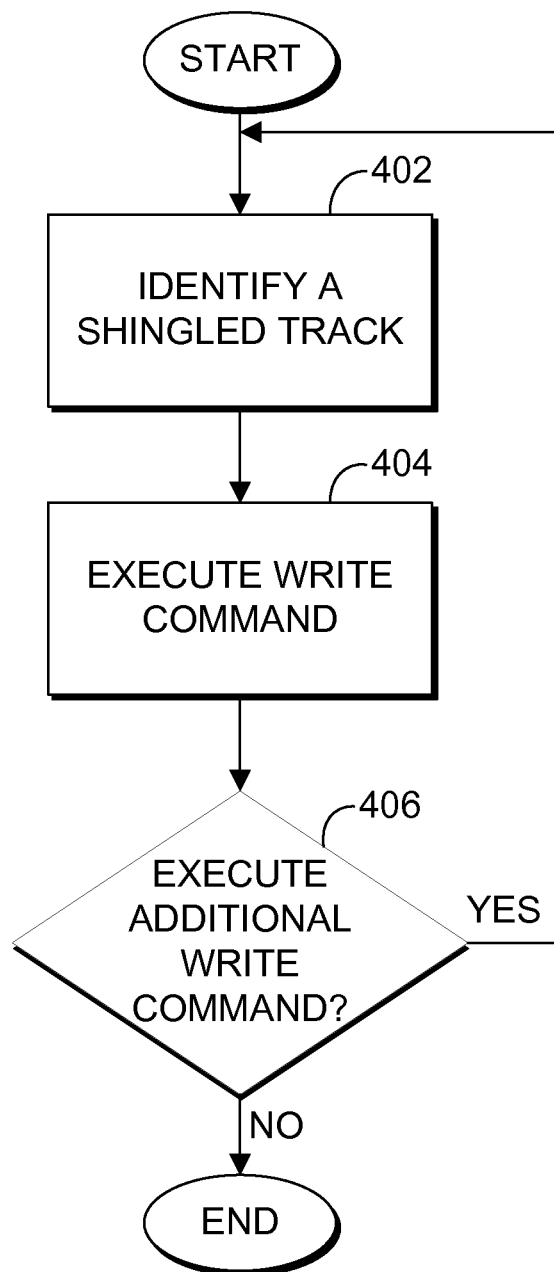 START
402
IDENTIFY A
SHINGLED TRACK
404
EXECUTE WRITE
COMMAND
406
EXECUTE
ADDITIONAL
WRITE
COMMAND?
YES
NO
END